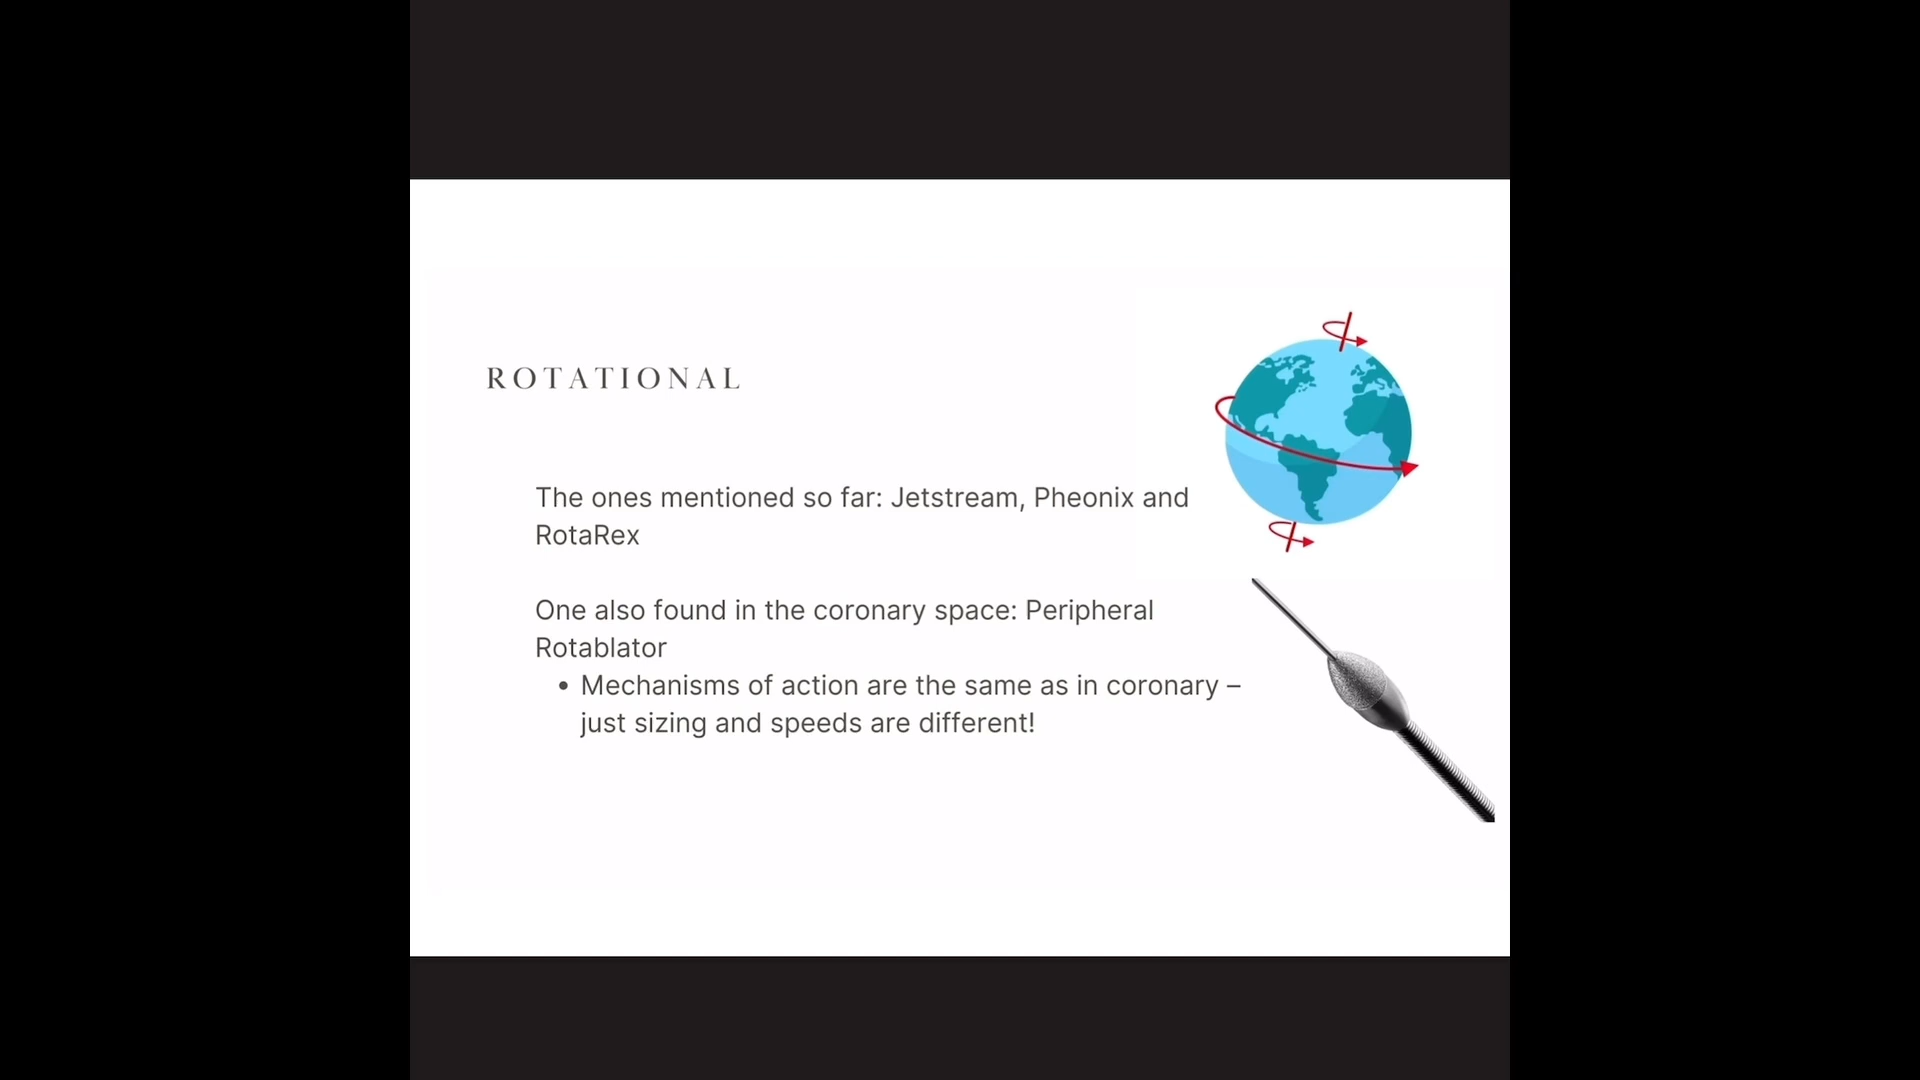 ROTATIONAL
The ones mentioned so far: Jetstream, Pheonix and
RotaRex
One also found in the coronary space: Peripheral
Rotablator
• Mechanisms of action are the same as in coronary –
just sizing and speeds are different!